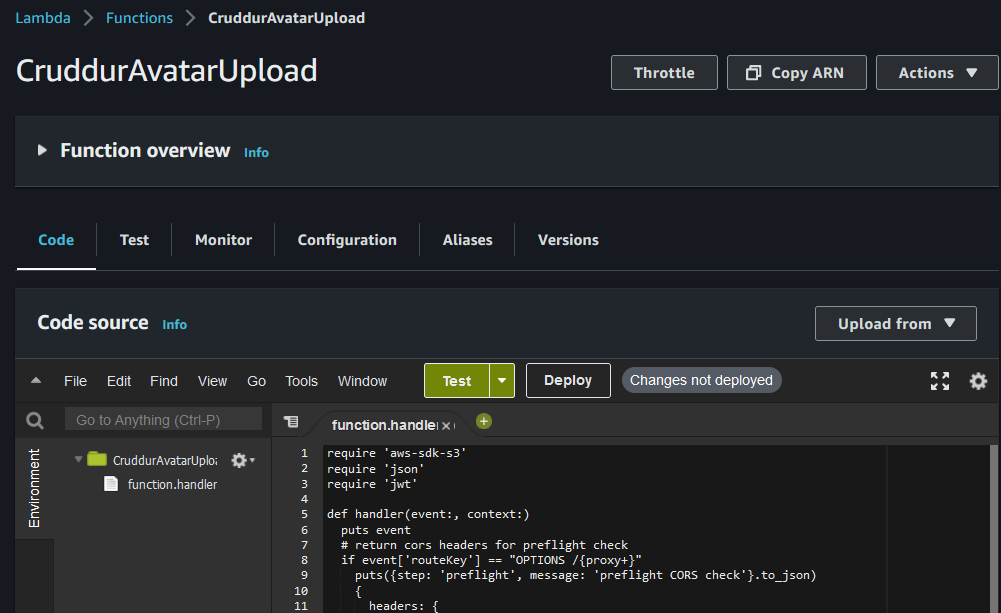 Lambda > Functions > CruddurAvatarUpload
CruddurAvatarUpload
Throttle Copy ARN Actions
Function overview Info
Code Test Monitor Configuration Aliases Versions
Code source Info
Upload from
File Edit Find View Go Tools Window Test Deploy Changes not deployed
Go to Anything (Ctrl-P)
function.handle
Environment
CruddurAvatarUplo
function.handler
1 require 'aws-sdk-s3'
2 require 'json'
3 require 'jwt'
4
5 def handler(event:, context:)
6 puts event
7 # return cors headers for preflight check
8 if event['routeKey'] == "OPTIONS /{proxy+}"
9 puts({step: 'preflight', message: 'preflight CORS check'}.to_json)
10 {
11 headers: {